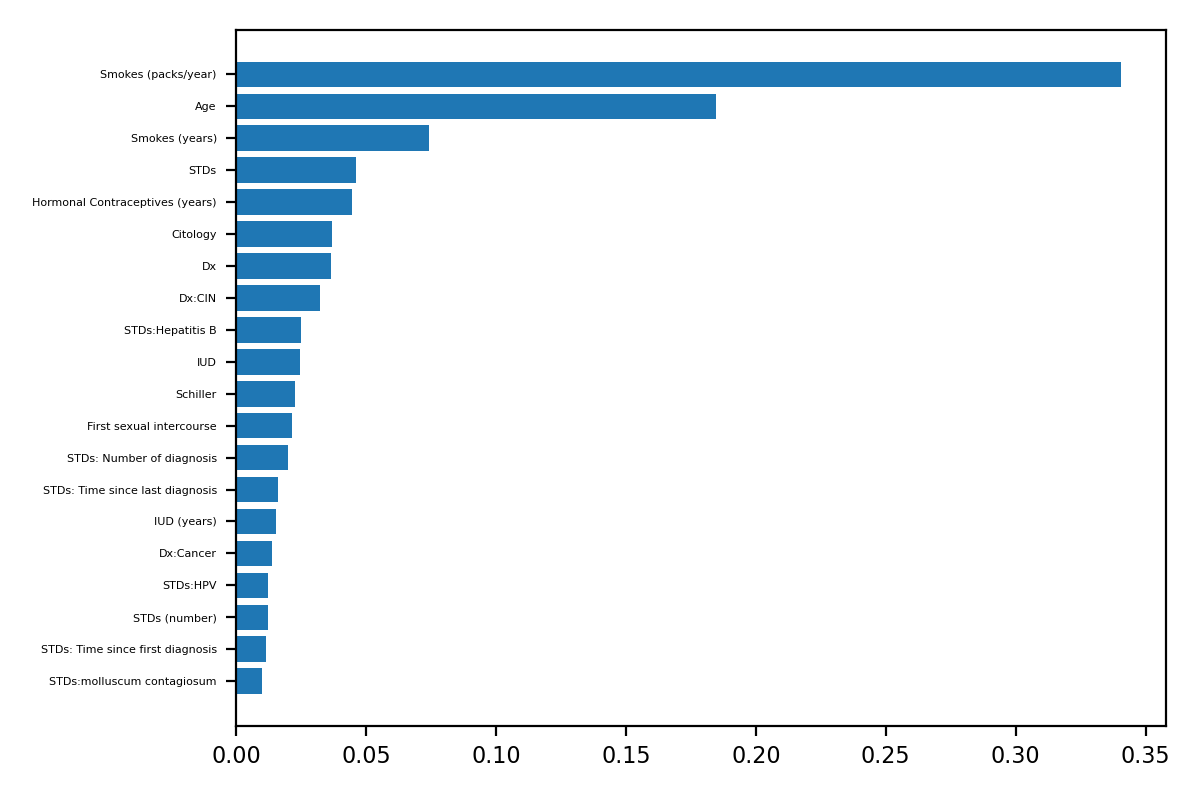 Smokes (packs/year)
Age
Smokes (years)
STDs
Hormonal Contraceptives (years)
Citology
Dx
Dx:CIN
STDs:Hepatitis B
IUD
Schiller
First sexual intercourse
STDs: Number of diagnosis
STDs: Time since last diagnosis
IUD (years)
Dx:Cancer
STDs:HPV
STDs (number)
STDs: Time since first diagnosis
STDs:molluscum contagiosum
0.00 0.05 0.10 0.15 0.20 0.25 0.30 0.35